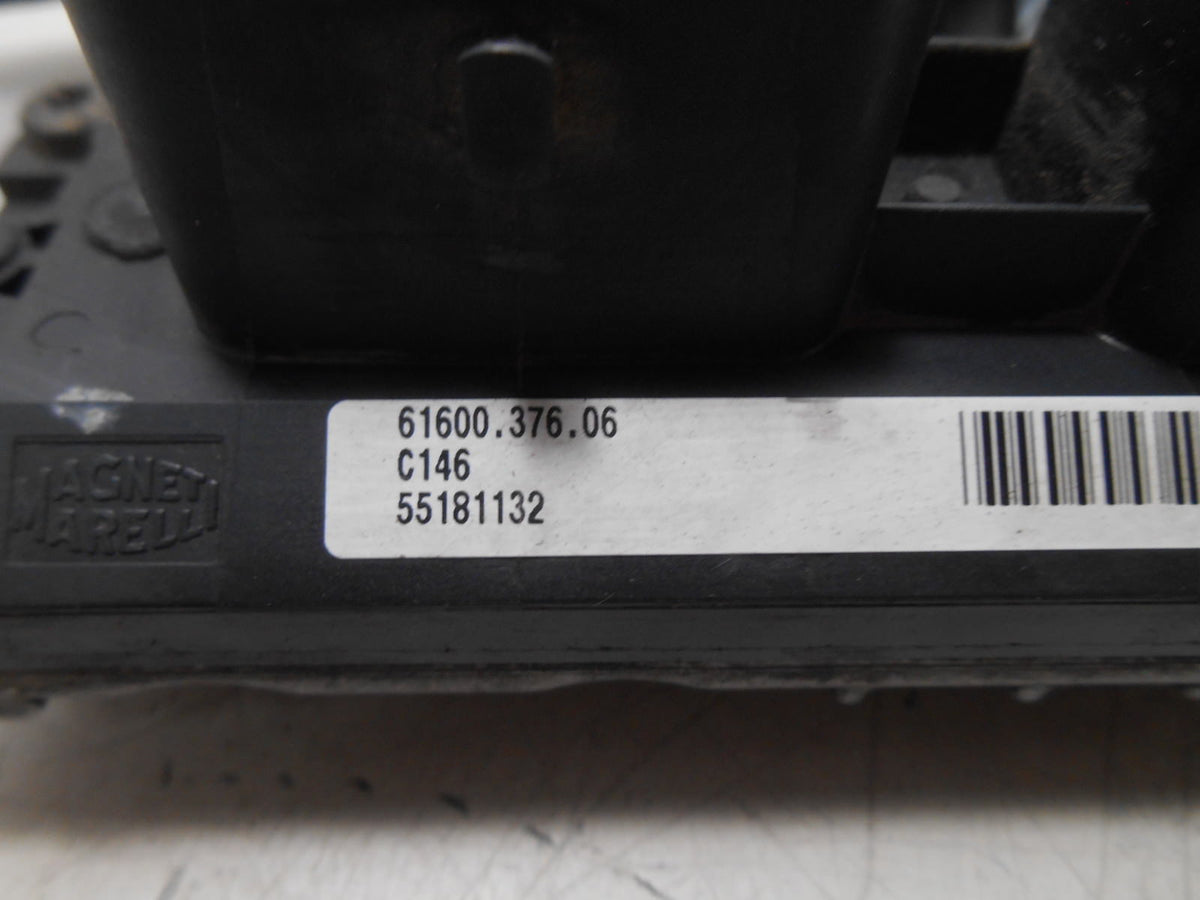 61600.376.06
C146
55181132
MAGNETI
MARELLI